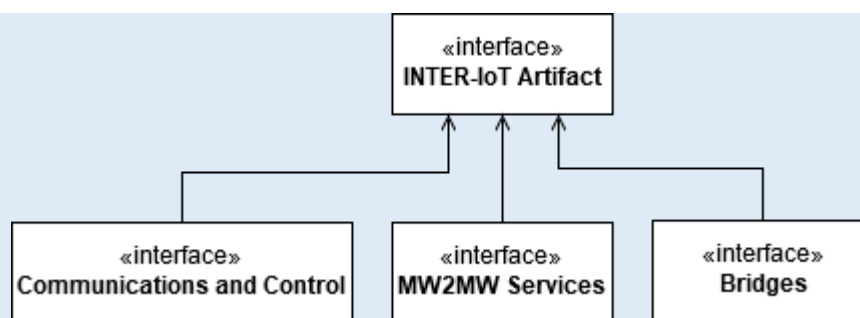 «interface»
INTER-IoT Artifact
«interface»
Communications and Control
«interface»
MW2MW Services
«interface»
Bridges